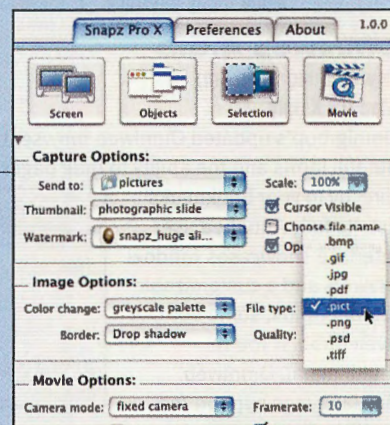 Snapz Pro X Preferences About 1.0.0
Screen Objects Selection Movie
Capture Options:
Send to: pictures Scale: 100%
Thumbnail: photographic slide Cursor Visible
Watermark: snapz_huge ali... Choose file name
Ope
.bmp
.gif
.jpg
.pdf
.pict
.png
.psd
.tiff
Image Options:
Color change: greyscale palette File type:
Border: Drop shadow Quality:
Movie Options:
Camera mode: fixed camera Framerate: 10